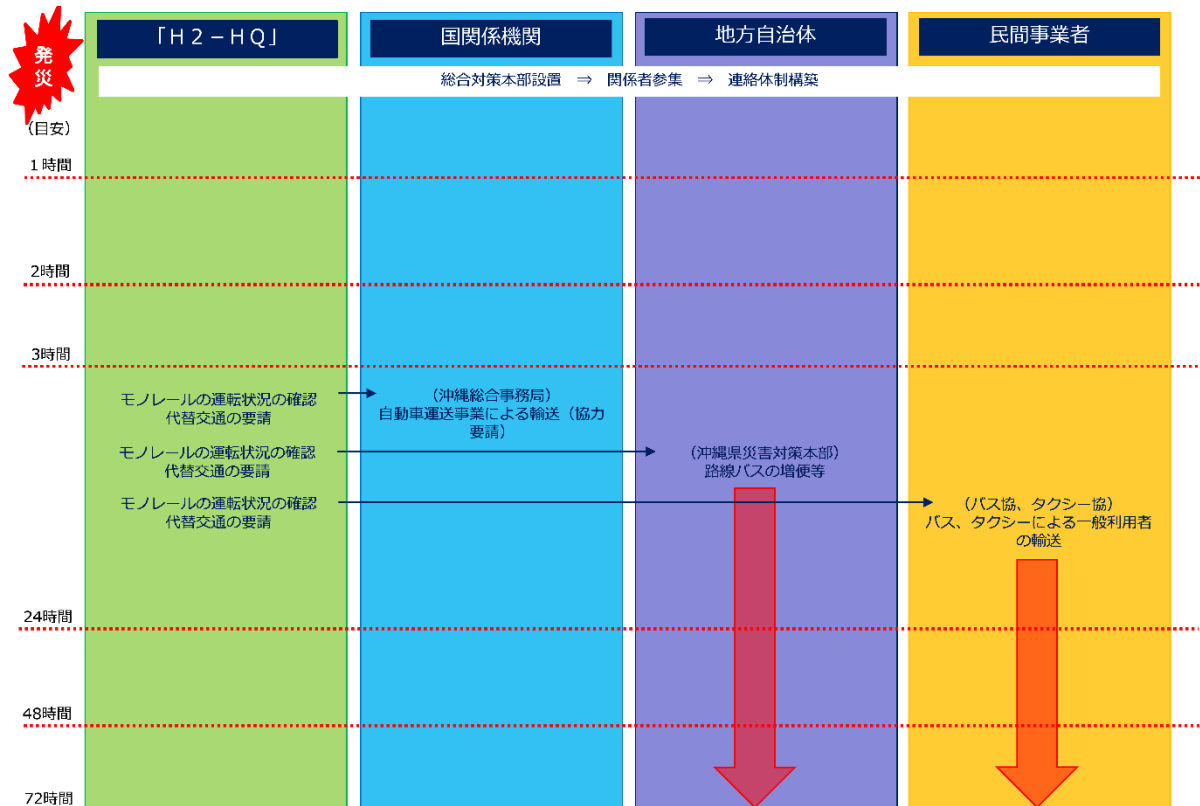 発
災
「Ｈ２－ＨＱ」
国関係機関
地方自治体
民間事業者
総合対策本部設置　⇒　関係者参集　⇒　連絡体制構築
（目安）
１時間
2時間
3時間
モノレールの運転状況の確認
代替交通の要請
（沖縄総合事務局）
自動車運送事業による輸送（協力
要請）
モノレールの運転状況の確認
代替交通の要請
（沖縄県災害対策本部）
路線バスの増便等
モノレールの運転状況の確認
代替交通の要請
（バス協、タクシー協）
バス、タクシーによる一般利用者
の輸送
24時間
48時間
72時間